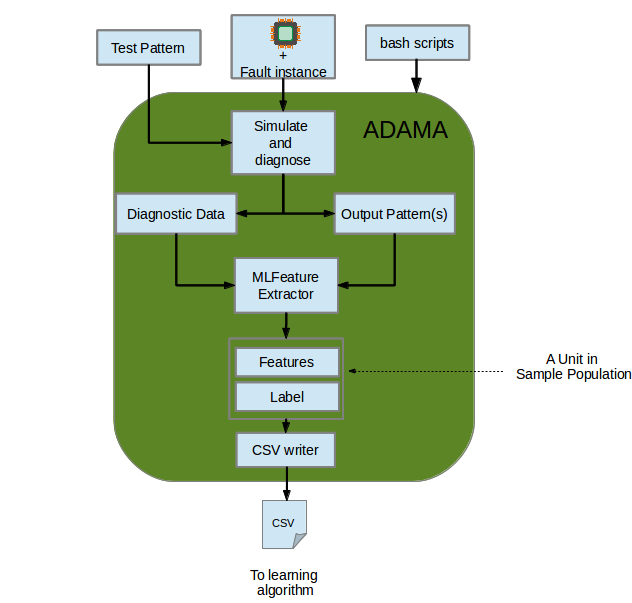 Test Pattern
+
Fault instance
bash scripts
ADAMA
Simulate
and
diagnose
Diagnostic Data
Output Pattern(s)
MLFeature
Extractor
Features
Label
A Unit in
Sample Population
CSV writer
CSV
To learning
algorithm